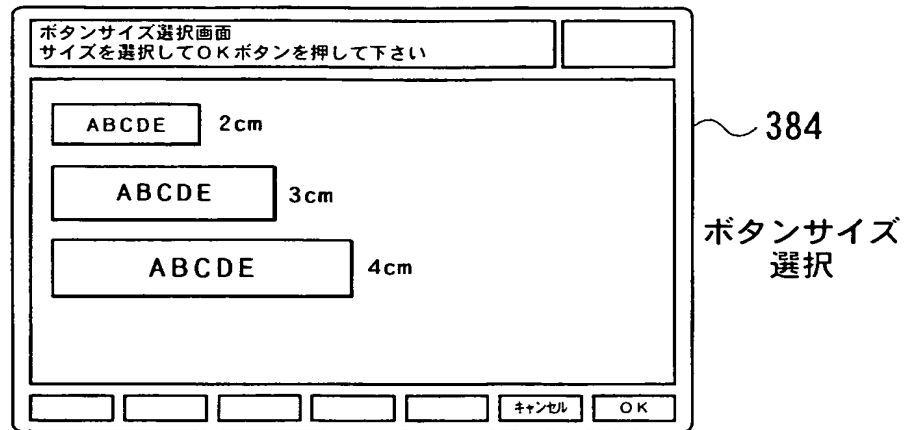 ボタンサイズ選択画面
サイズを選択してOKボタンを押して下さい
ABCDE 2cm
384
ABCDE 3cm
ボタンサイズ
選択
ABCDE 4cm
キャンセル OK